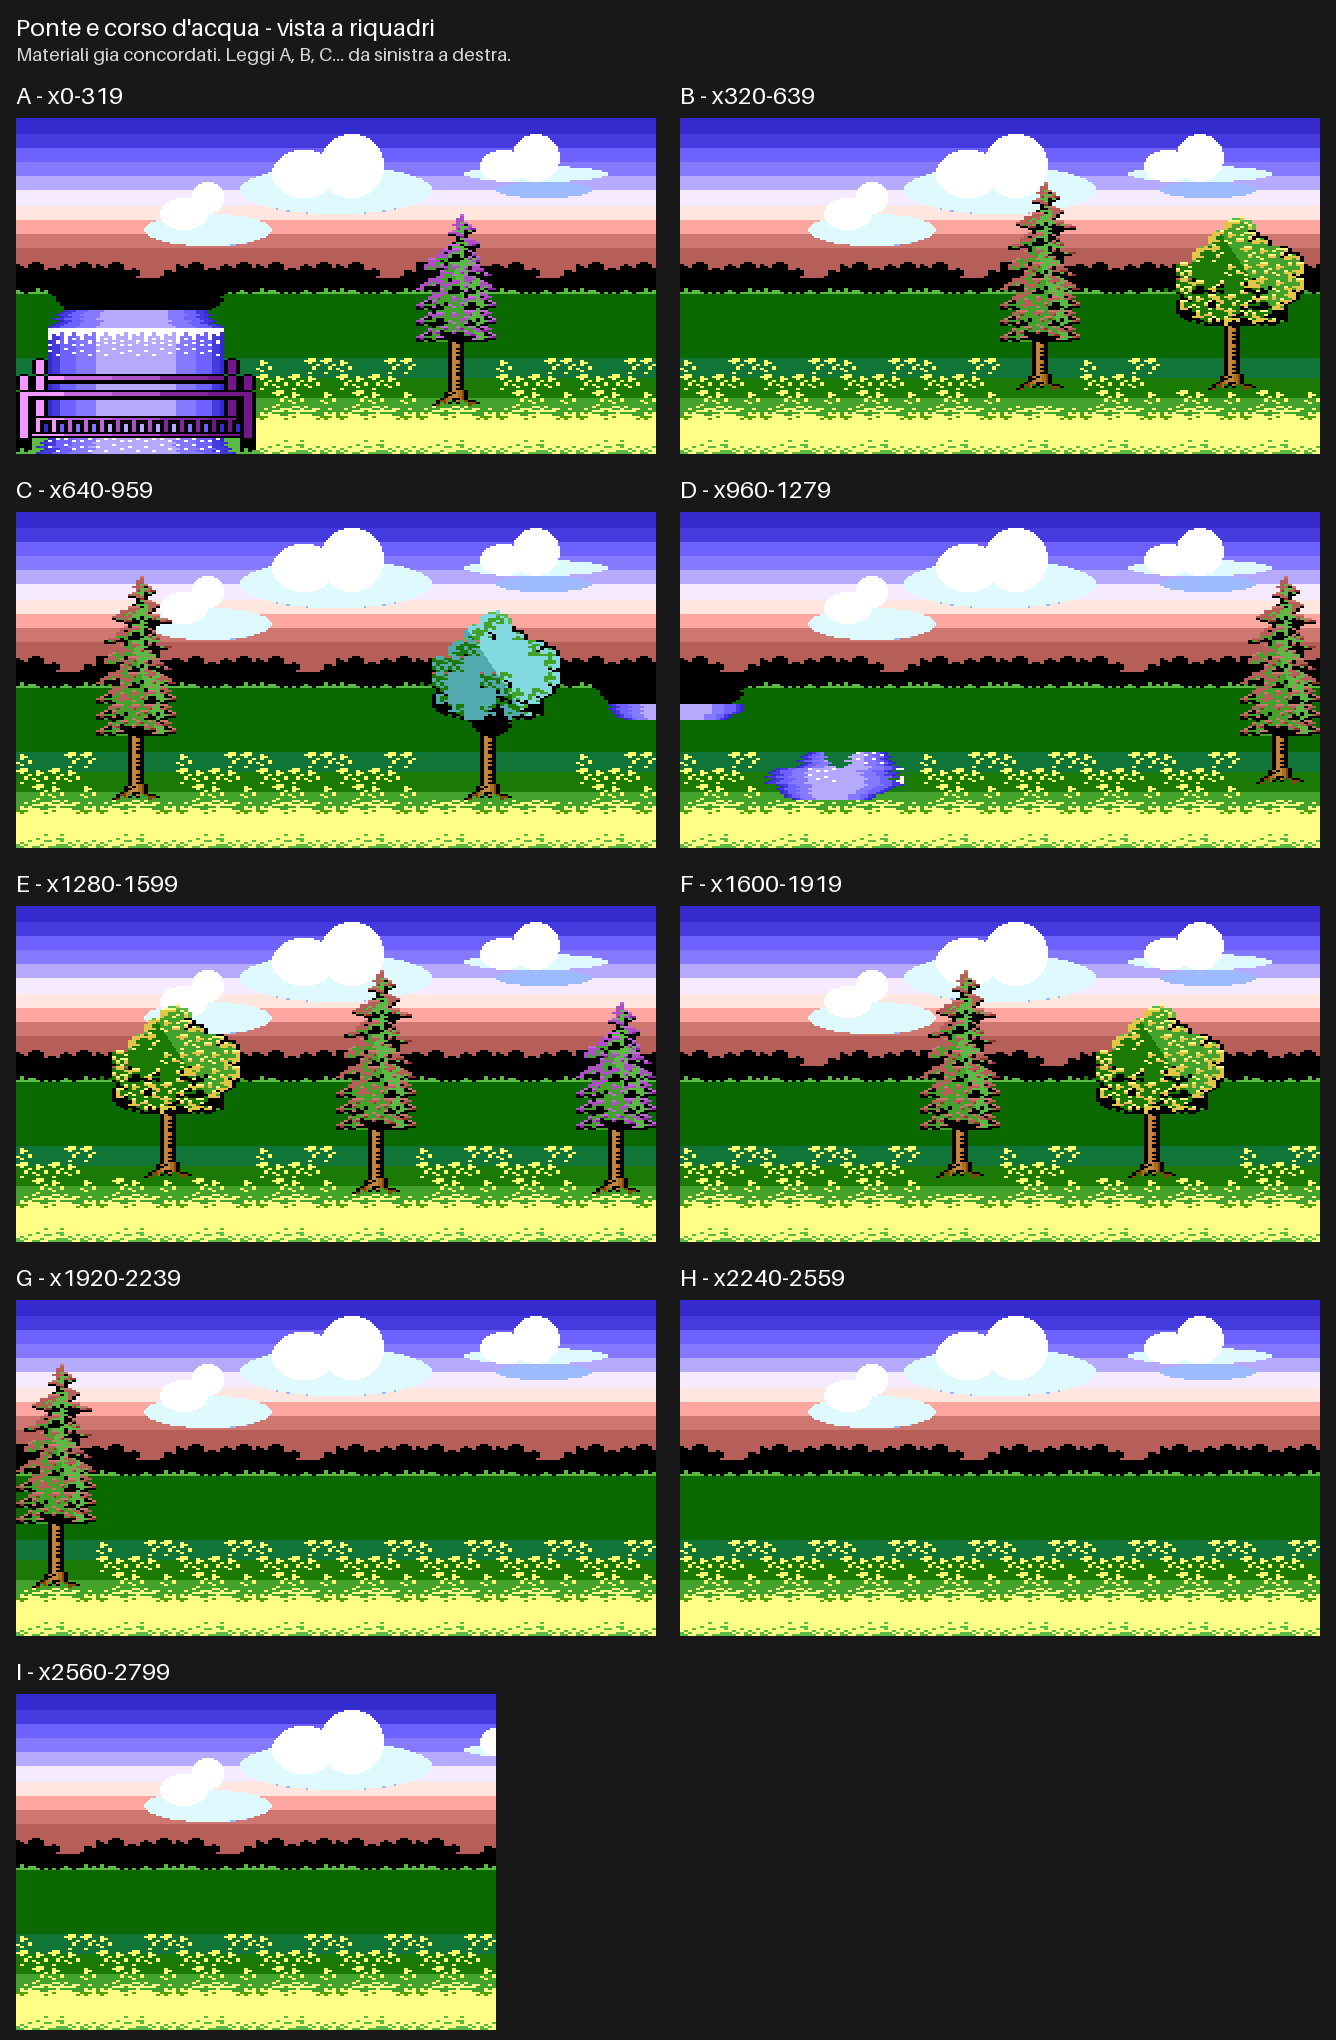 Ponte e corso d'acqua - vista a riquadri
Materiali gia concordati. Leggi A, B, C... da sinistra a destra.
A - x0-319
B - x320-639
C - x640-959
D - x960-1279
E - x1280-1599
F - x1600-1919
G - x1920-2239
H - x2240-2559
I - x2560-2799